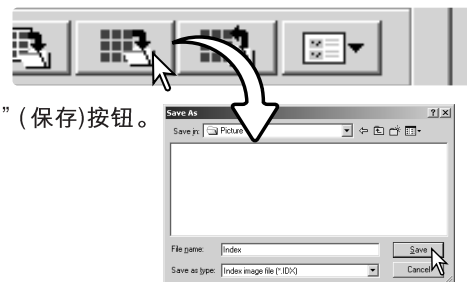 ” (保存)按钮。
Save As
Save in: Picture
File name: Index
Save
Save as type: Index image file (*.IDX)
Cancel